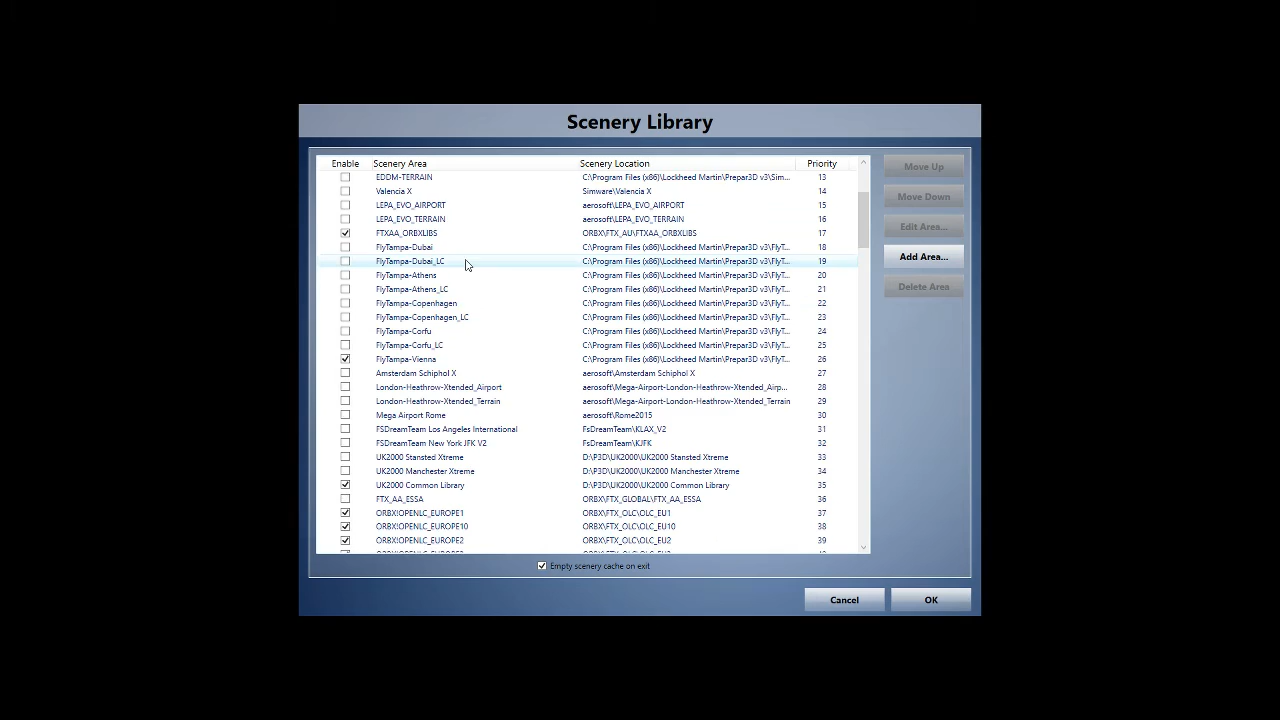 Scenery Library
Enable Scenery Area Scenery Location Priority
EDDM-TERRAIN C:\Program Files (x86)\Lockheed Martin\Prepar3D v3\Sim... 13
Valencia X Simware\Valencia X 14
LEPA_EVO_AIRPORT aerosoft\LEPA_EVO_AIRPORT 15
LEPA_EVO_TERRAIN aerosoft\LEPA_EVO_TERRAIN 16
FTXAA_ORBXLIBS ORBX\FTX_AU\FTXAA_ORBXLIBS 17
FlyTampa-Dubai C:\Program Files (x86)\Lockheed Martin\Prepar3D v3\FlyT... 18
FlyTampa-Dubai_LC C:\Program Files (x86)\Lockheed Martin\Prepar3D v3\FlyT... 19
FlyTampa-Athens C:\Program Files (x86)\Lockheed Martin\Prepar3D v3\FlyT... 20
FlyTampa-Athens_LC C:\Program Files (x86)\Lockheed Martin\Prepar3D v3\FlyT... 21
FlyTampa-Copenhagen C:\Program Files (x86)\Lockheed Martin\Prepar3D v3\FlyT... 22
FlyTampa-Copenhagen_LC C:\Program Files (x86)\Lockheed Martin\Prepar3D v3\FlyT... 23
FlyTampa-Corfu C:\Program Files (x86)\Lockheed Martin\Prepar3D v3\FlyT... 24
FlyTampa-Corfu_LC C:\Program Files (x86)\Lockheed Martin\Prepar3D v3\FlyT... 25
FlyTampa-Vienna C:\Program Files (x86)\Lockheed Martin\Prepar3D v3\FlyT... 26
Amsterdam Schiphol X aerosoft\Amsterdam Schiphol X 27
London-Heathrow-Xtended_Airport aerosoft\Mega-Airport-London-Heathrow-Xtended_Airp... 28
London-Heathrow-Xtended_Terrain aerosoft\Mega-Airport-London-Heathrow-Xtended_Terrain 29
Mega Airport Rome aerosoft\Rome2015 30
FSDreamTeam Los Angeles International FsDreamTeam\KLAX_V2 31
FSDreamTeam New York JFK V2 FsDreamTeam\KJFK 32
UK2000 Stansted Xtreme D:\P3D\UK2000\UK2000 Stansted Xtreme 33
UK2000 Manchester Xtreme D:\P3D\UK2000\UK2000 Manchester Xtreme 34
UK2000 Common Library D:\P3D\UK2000\UK2000 Common Library 35
FTX_AA_ESSA ORBX\FTX_GLOBAL\FTX_AA_ESSA 36
ORBX!OPENLC_EUROPE1 ORBX\FTX_OLC\OLC_EU1 37
ORBX!OPENLC_EUROPE10 ORBX\FTX_OLC\OLC_EU10 38
ORBX!OPENLC_EUROPE2 ORBX\FTX_OLC\OLC_EU2 39
Move Up
Move Down
Edit Area...
Add Area...
Delete Area
Empty scenery cache on exit
Cancel OK